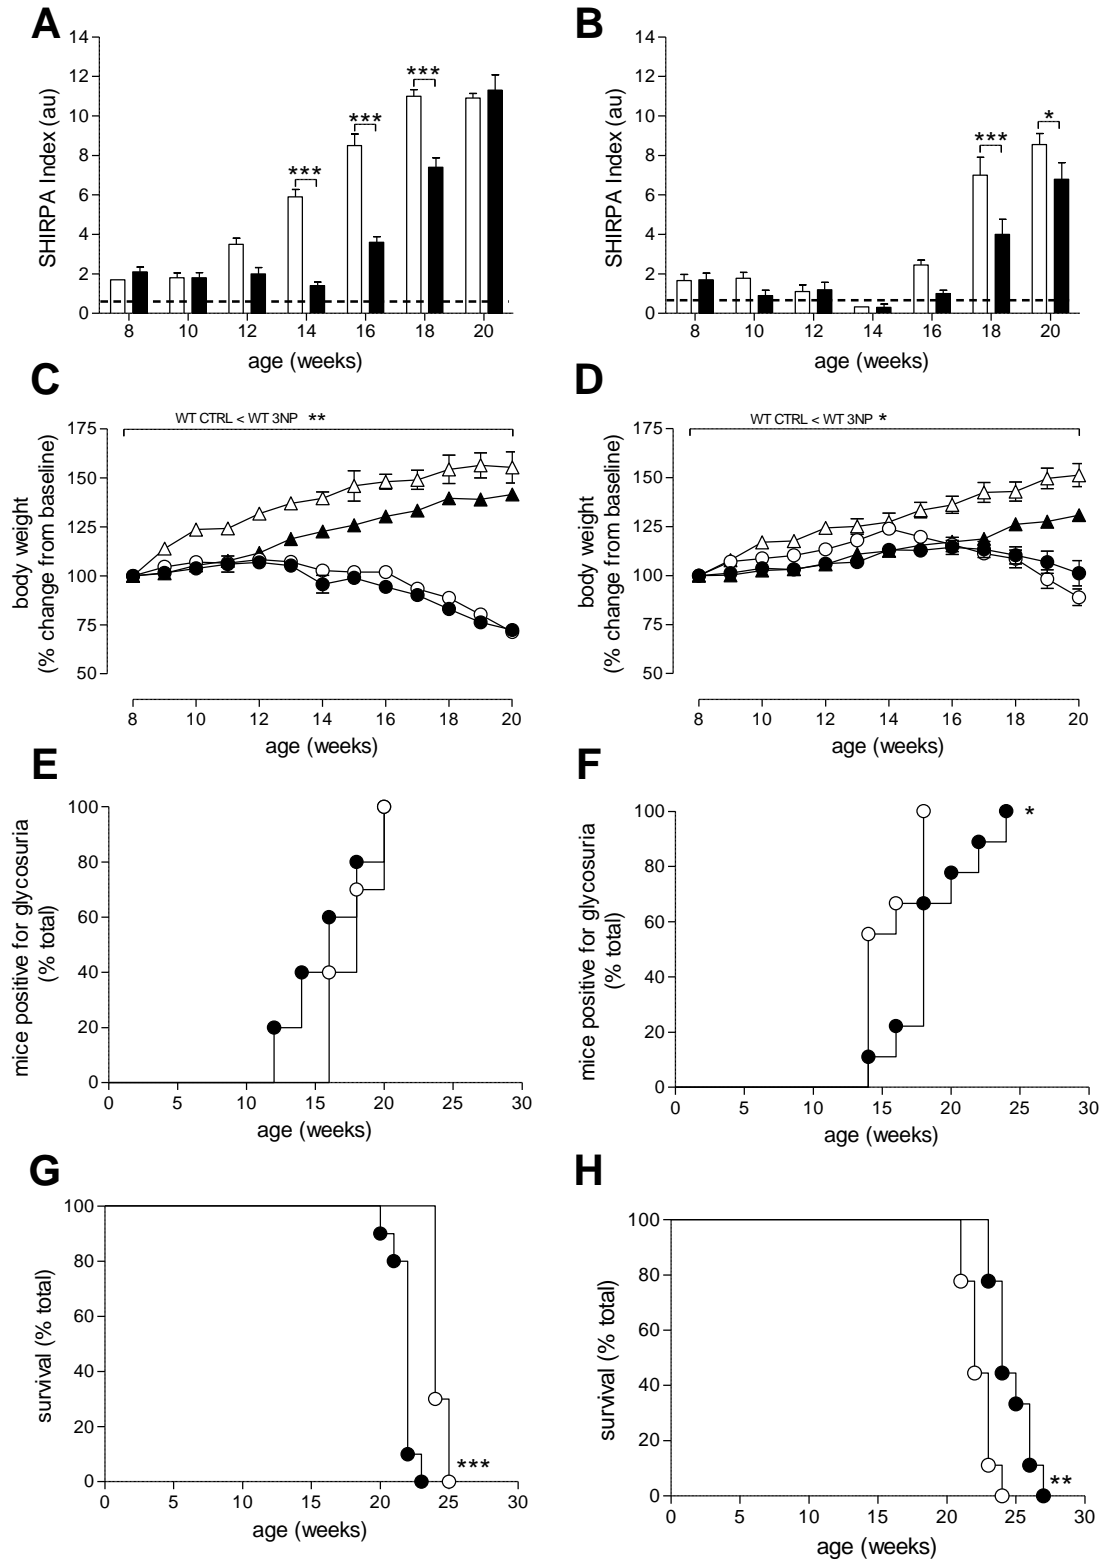 A
B
SHIRPA Index (au)
14
12
10
8
6
4
2
0
***
***
***
8 10 12 14 16 18 20
age (weeks)
SHIRPA Index (au)
14
12
10
8
6
4
2
0
***
*
8 10 12 14 16 18 20
age (weeks)
C
D
WT CTRL < WT 3NP **
body weight
(% change from baseline)
175
150
125
100
75
50
8 10 12 14 16 18 20
age (weeks)
WT CTRL < WT 3NP *
body weight
(% change from baseline)
175
150
125
100
75
50
8 10 12 14 16 18 20
age (weeks)
E
F
mice positive for glycosuria
(% total)
100
80
60
40
20
0
0 5 10 15 20 25 30
age (weeks)
mice positive for glycosuria
(% total)
100
80
60
40
20
0
*
0 5 10 15 20 25 30
age (weeks)
G
H
survival (% total)
100
80
60
40
20
0
***
0 5 10 15 20 25 30
age (weeks)
survival (% total)
100
80
60
40
20
0
**
0 5 10 15 20 25 30
age (weeks)